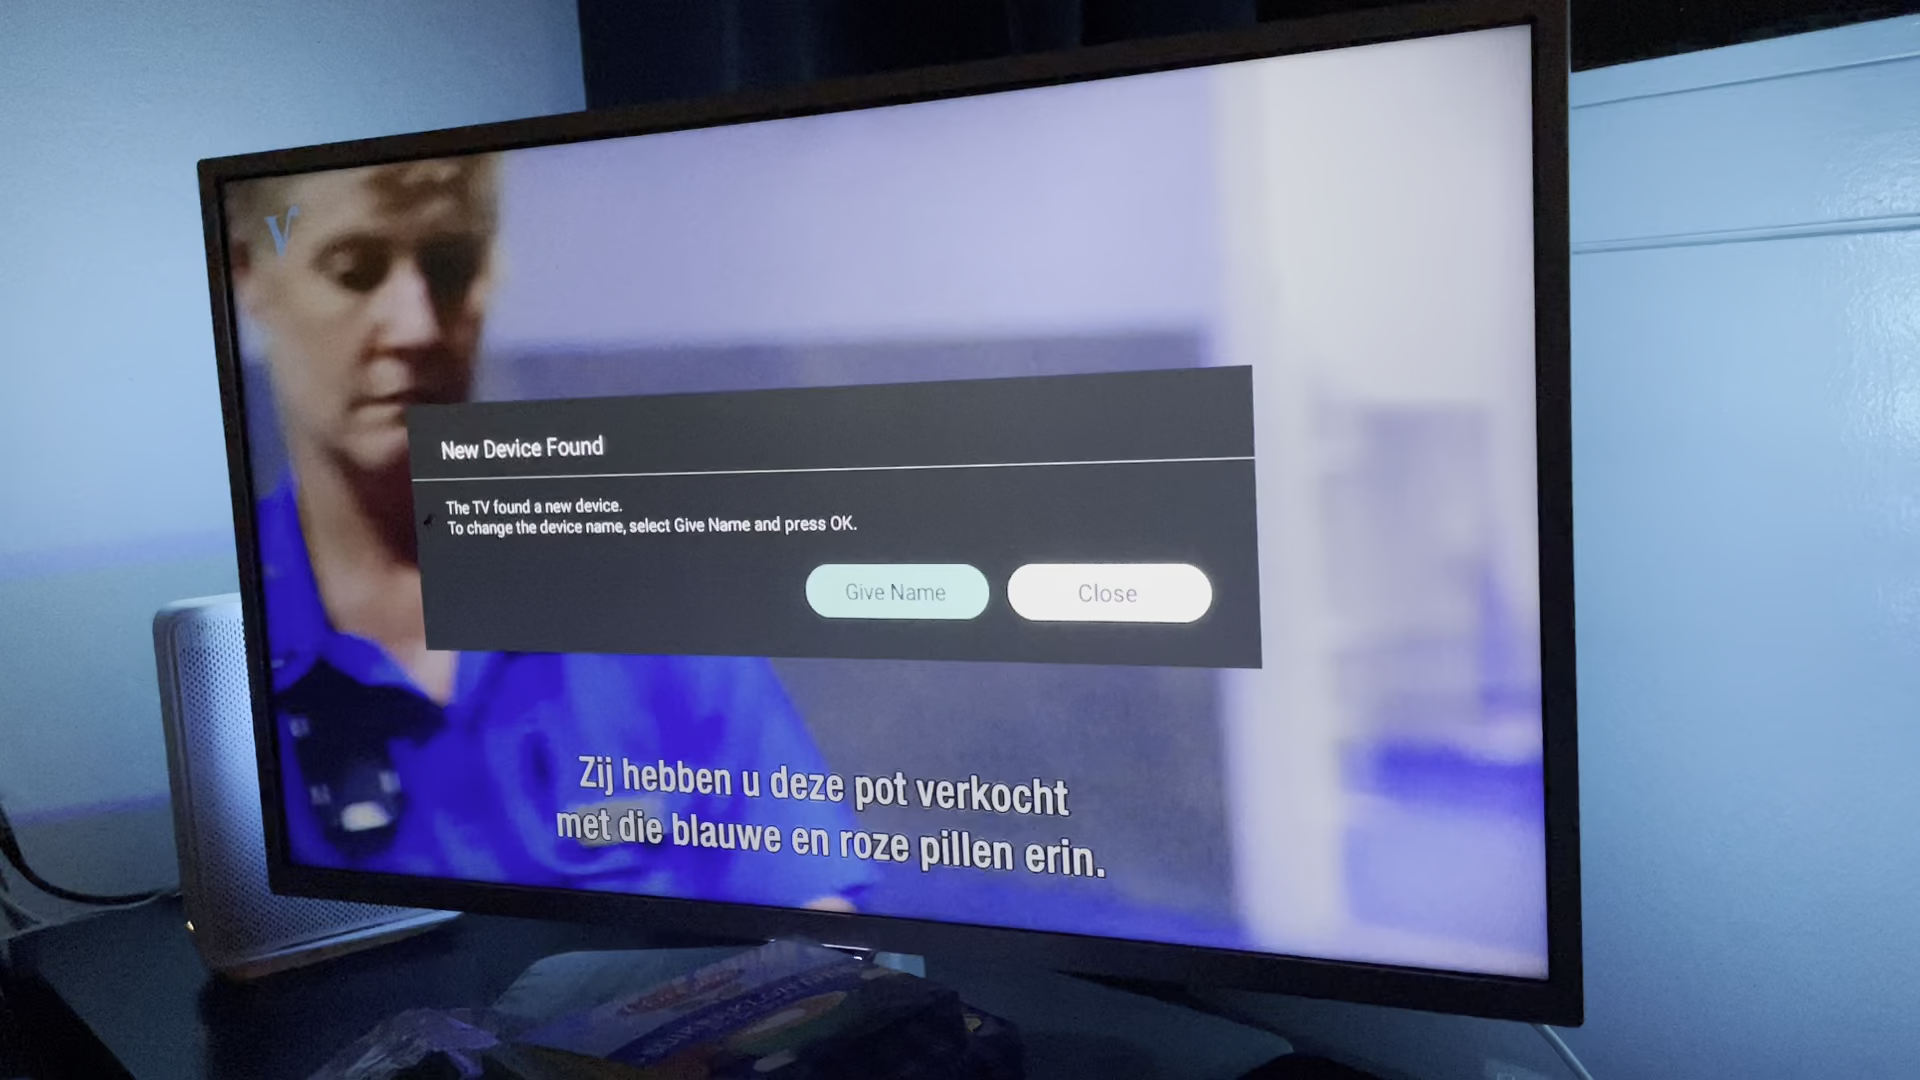 V
New Device Found
The TV found a new device.
To change the device name, select Give Name and press OK.
Give Name
Close
Zij hebben u deze pot verkocht
met die blauwe en roze pillen erin.